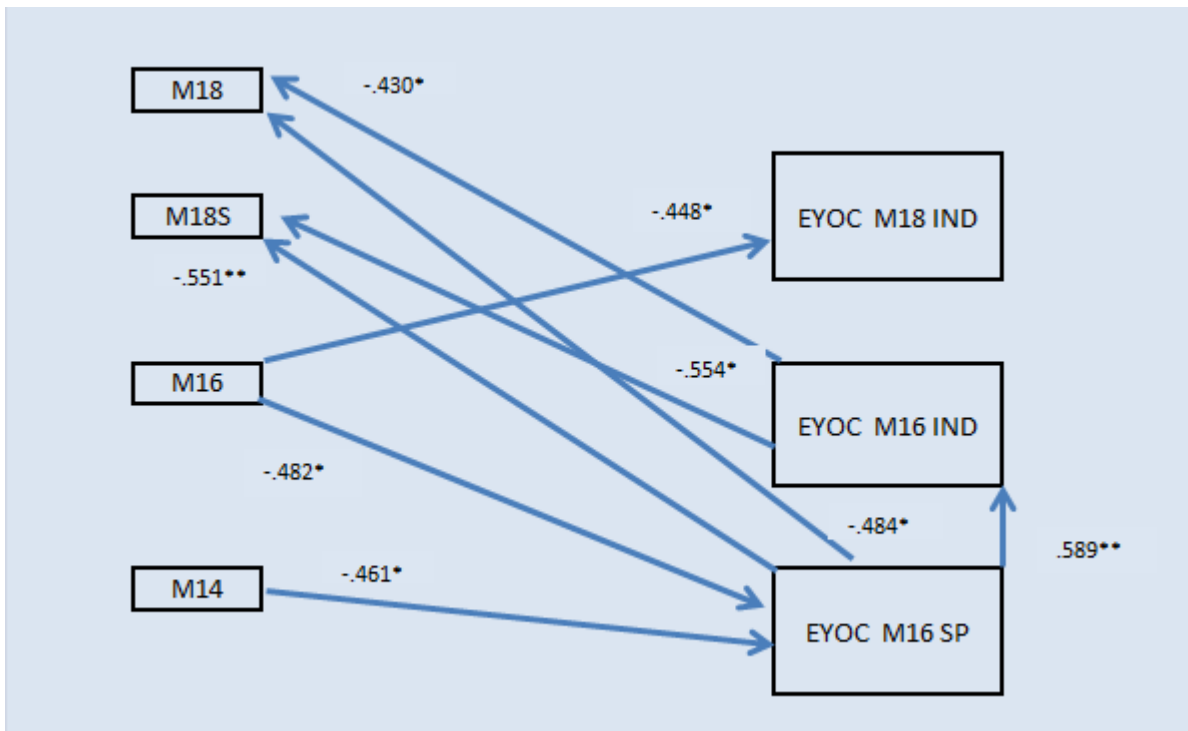 M18
-.430*
M18S
-.448*
EYOC M18 IND
-.551**
M16
-.554*
EYOC M16 IND
-.482*
-.484*
.589**
M14
-.461*
EYOC M16 SP